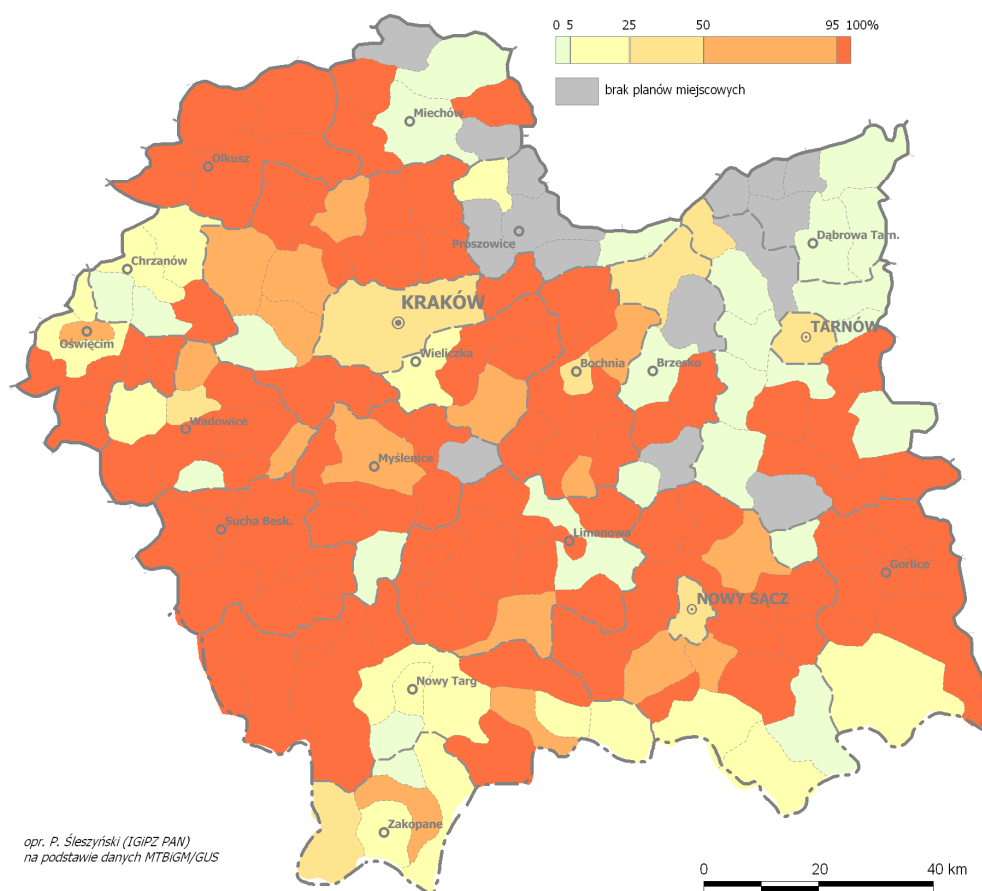 0 5 25 50 95 100%
brak planów miejscowych
Miechów
Olkusz
Proszowice
Dąbrowa Tarn.
Chrzanów
KRAKÓW
TARNÓW
Oświęcim
Wieliczka
Bochnia
Brzesko
Wadowice
Myślenice
Sucha Besk.
Limanowa
Gorlice
NOWY SĄCZ
Nowy Targ
Zakopane
opr. P. Śleszyński (IGiPZ PAN)
na podstawie danych MTBiGM/GUS
0 20 40 km